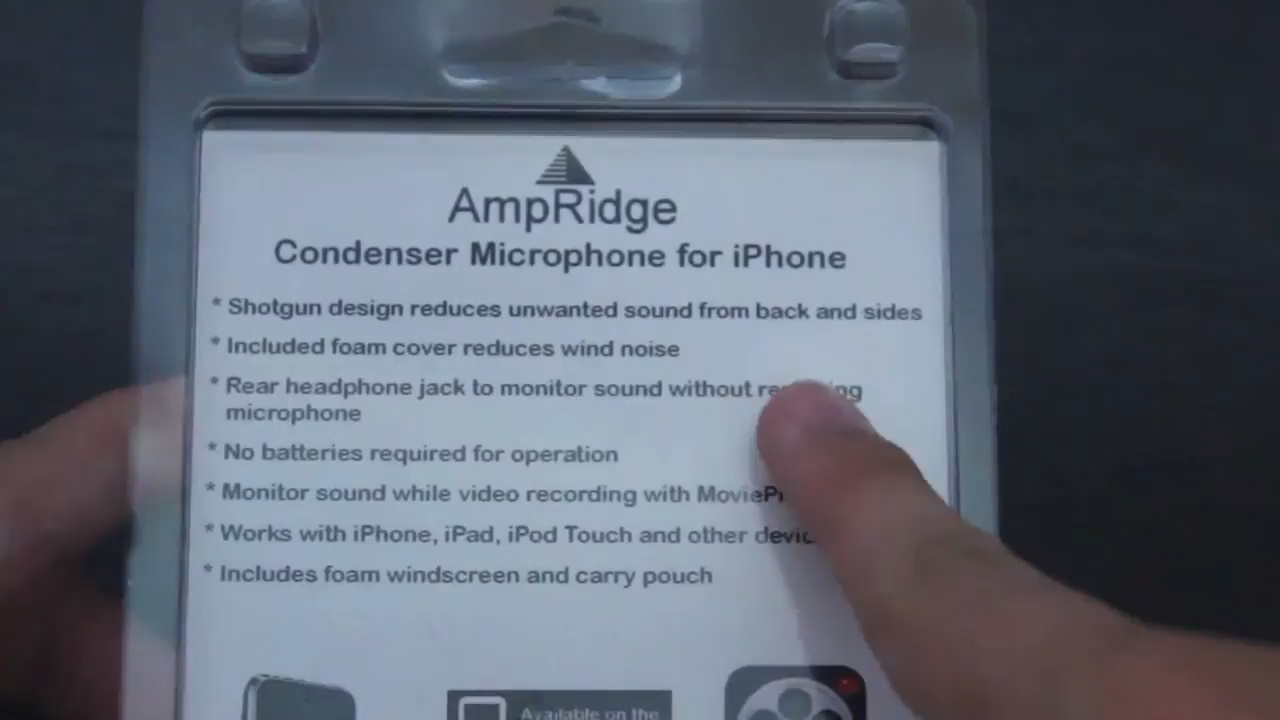 AmpRidge
Condenser Microphone for iPhone
* Shotgun design reduces unwanted sound from back and sides
* Included foam cover reduces wind noise
* Rear headphone jack to monitor sound without
microphone
* No batteries required for operation
* Monitor sound while video recording with
* Works with iPhone, iPad, iPod Touch and other
* Includes foam windscreen and carry pouch
Available on the